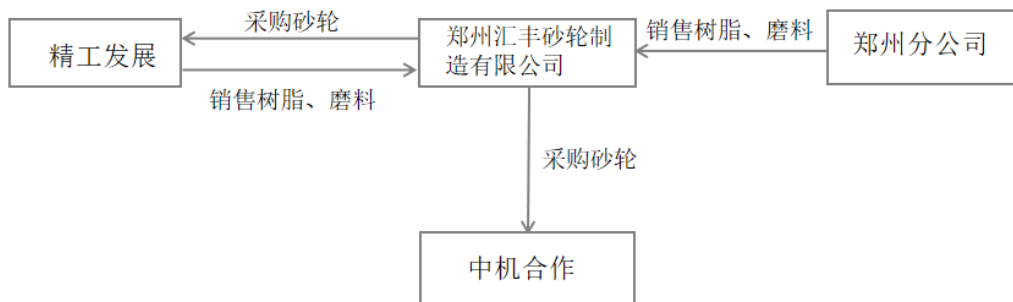 采购砂轮
精工发展
销售树脂、磨料
郑州汇丰砂轮制
造有限公司
销售树脂、磨料
郑州分公司
采购砂轮
中机合作